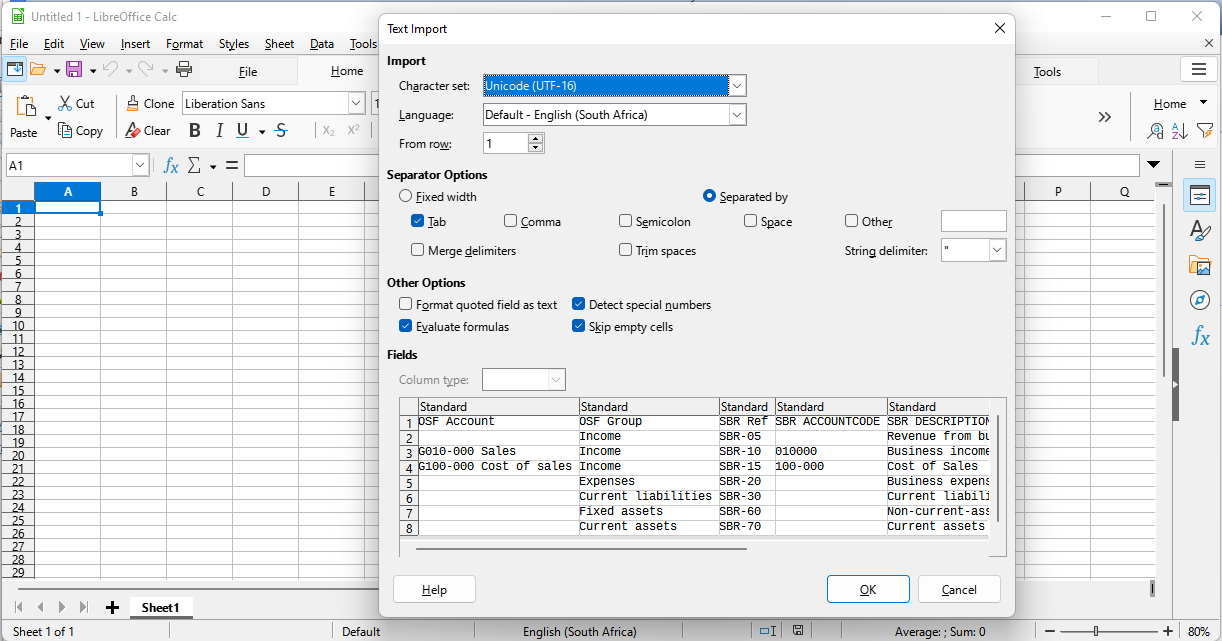 Untitled 1 - LibreOffice Calc
File Edit View Insert Format Styles Sheet Data Tools
File Home Tools
Cut Clone Liberation Sans 1 Home
Paste Copy Clear B I U S X₂ X²
A1 fx Σ =
A B C D E P Q
1
2
3
4
5
6
7
8
9
10
11
12
13
14
15
16
17
18
19
20
21
22
23
24
25
26
27
28
29
Sheet1
Sheet 1 of 1 Default English (South Africa) Average: ; Sum: 0 80%
Text Import
Import
Character set: Unicode (UTF-16)
Language: Default - English (South Africa)
From row: 1
Separator Options
Fixed width Separated by
Tab Comma Semicolon Space Other
Merge delimiters Trim spaces String delimiter: "
Other Options
Format quoted field as text Detect special numbers
Evaluate formulas Skip empty cells
Fields
Column type:
Standard Standard Standard Standard Standard
1 OSF Account OSF Group SBR Ref SBR ACCOUNTCODE SBR DESCRIPTION
2 Income SBR-05 Revenue from bu
3 G010-000 Sales Income SBR-10 010000 Business income
4 G100-000 Cost of sales Income SBR-15 100-000 Cost of Sales
5 Expenses SBR-20 Business expens
6 Current liabilities SBR-30 Current liabili
7 Fixed assets SBR-60 Non-current-ass
8 Current assets SBR-70 Current assets
Help OK Cancel